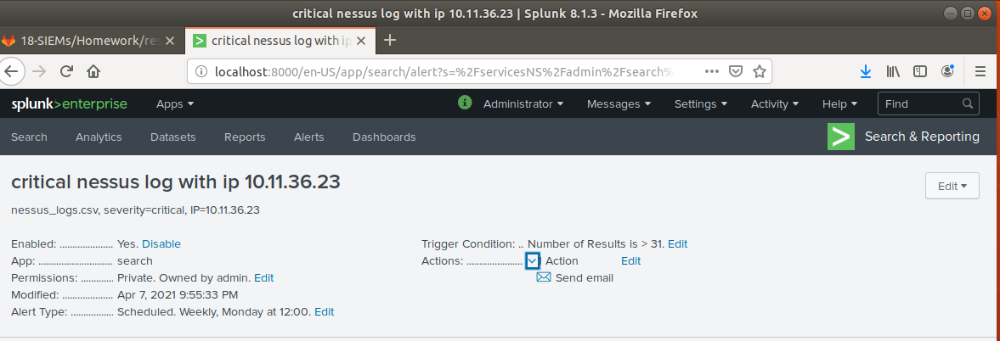 critical nessus log with ip 10.11.36.23 | Splunk 8.1.3 - Mozilla Firefox
18-SIEMs/Homework/re
critical nessus log with ip
localhost:8000/en-US/app/search/alert?s=%2FservicesNS%2Fadmin%2Fsearch%
splunk>enterprise Apps Administrator Messages Settings Activity Help Find
Search Analytics Datasets Reports Alerts Dashboards Search & Reporting
critical nessus log with ip 10.11.36.23 Edit
nessus_logs.csv, severity=critical, IP=10.11.36.23
Enabled: ..................... Yes. Disable
App: ............................. search
Permissions: ............. Private. Owned by admin. Edit
Modified: .................... Apr 7, 2021 9:55:33 PM
Alert Type: ................. Scheduled. Weekly, Monday at 12:00. Edit
Trigger Condition: .. Number of Results is > 31. Edit
Actions: ...................... Action Edit
Send email